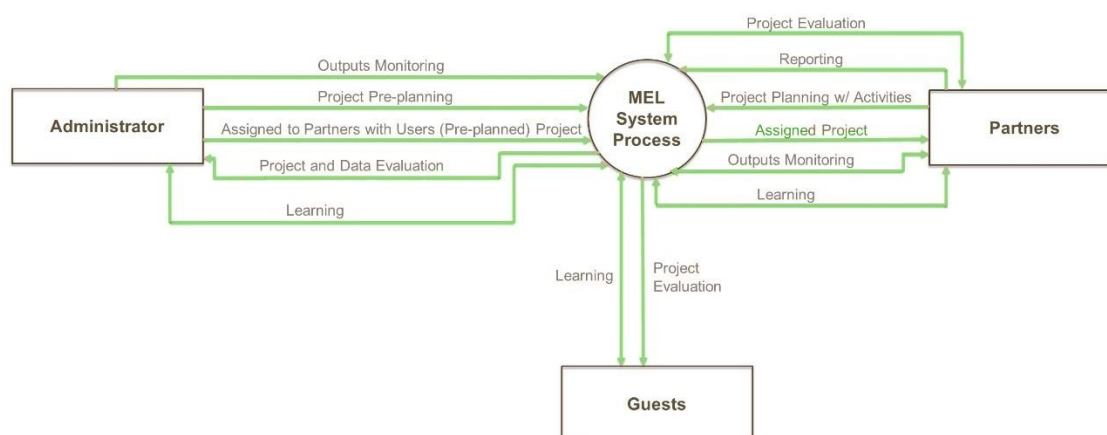 Project Evaluation
Outputs Monitoring
Reporting
Project Pre-planning
MEL
System
Process
Project Planning w/ Activities
Administrator
Assigned to Partners with Users (Pre-planned) Project
Assigned Project
Partners
Project and Data Evaluation
Outputs Monitoring
Learning
Learning
Learning
Project
Evaluation
Guests